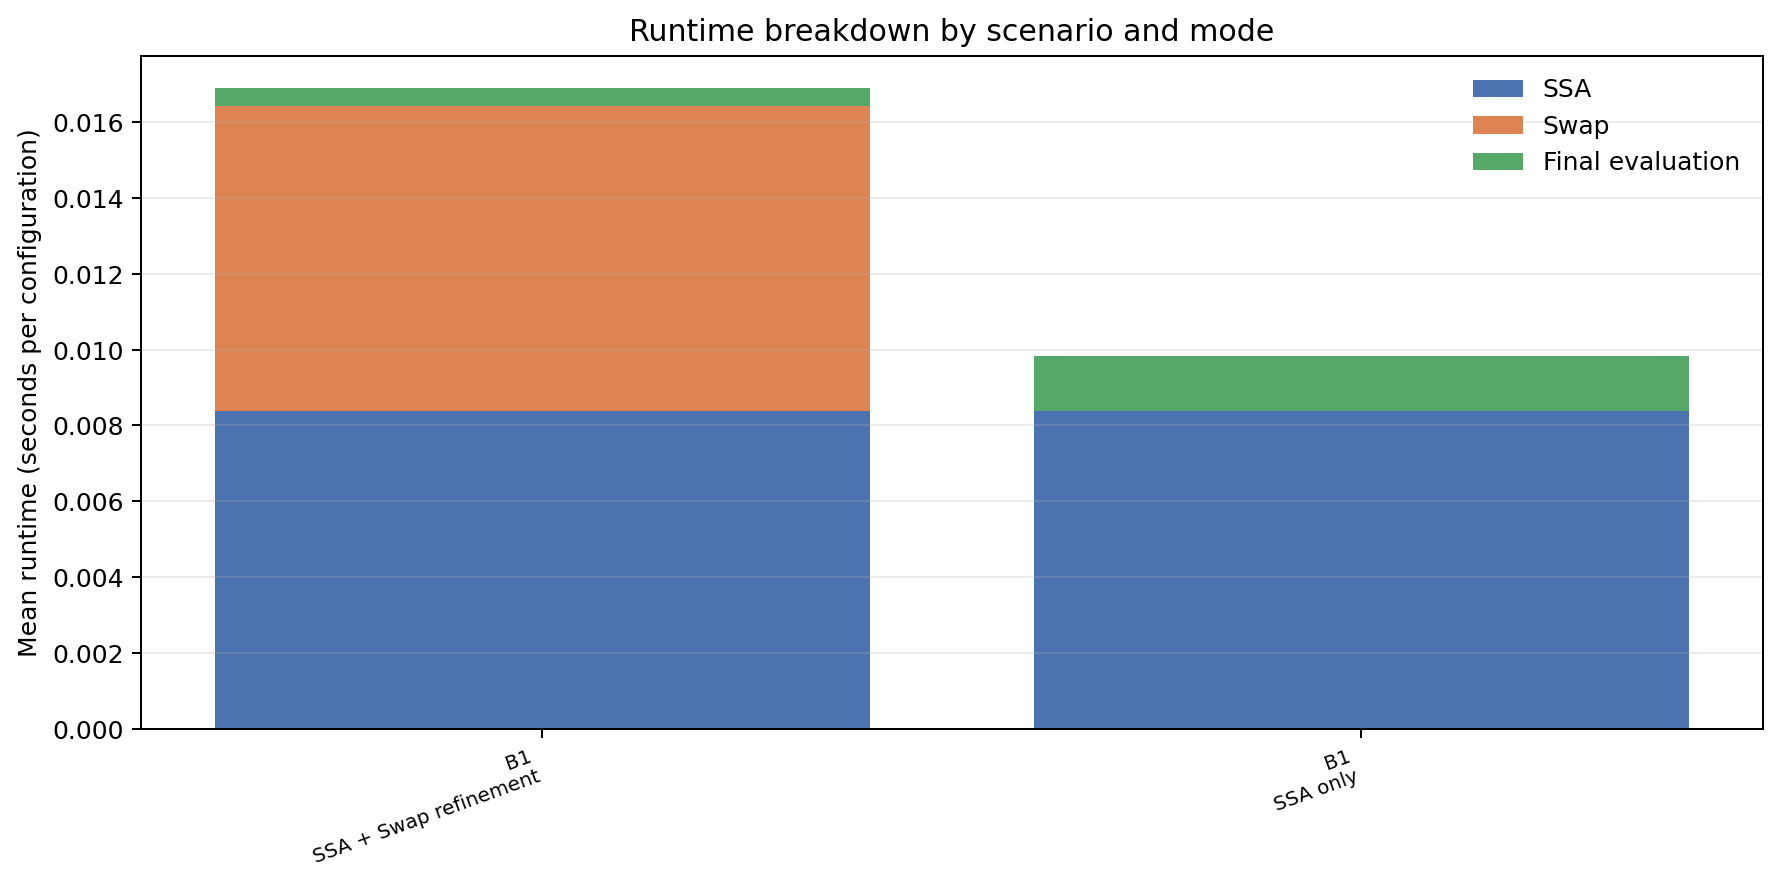 Runtime breakdown by scenario and mode
Mean runtime (seconds per configuration)
0.016
0.014
0.012
0.010
0.008
0.006
0.004
0.002
0.000
SSA
Swap
Final evaluation
B1
SSA + Swap refinement
B1
SSA only